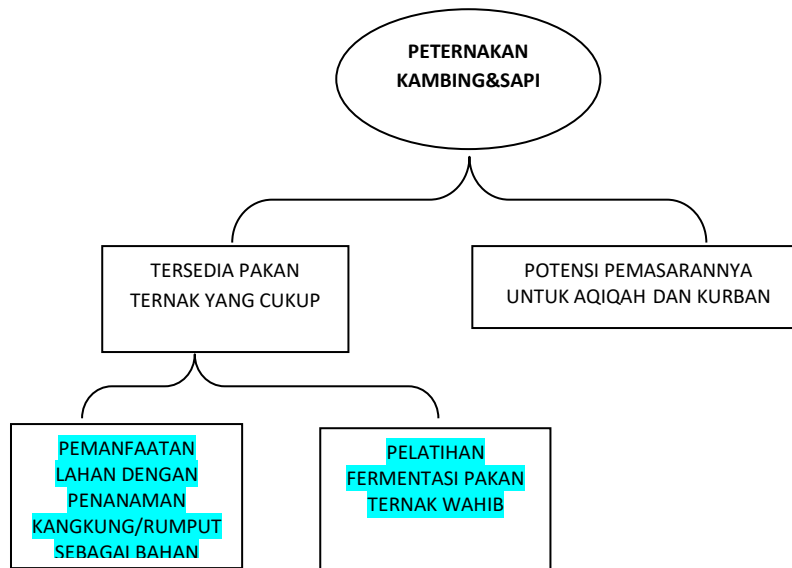 PETERNAKAN
KAMBING&SAPI
TERSEDIA PAKAN
TERNAK YANG CUKUP
POTENSI PEMASARANNYA
UNTUK AQIQAH DAN KURBAN
PEMANFAATAN
LAHAN DENGAN
PENANAMAN
KANGKUNG/RUMPUT
SEBAGAI BAHAN
PELATIHAN
FERMENTASI PAKAN
TERNAK WAHIB